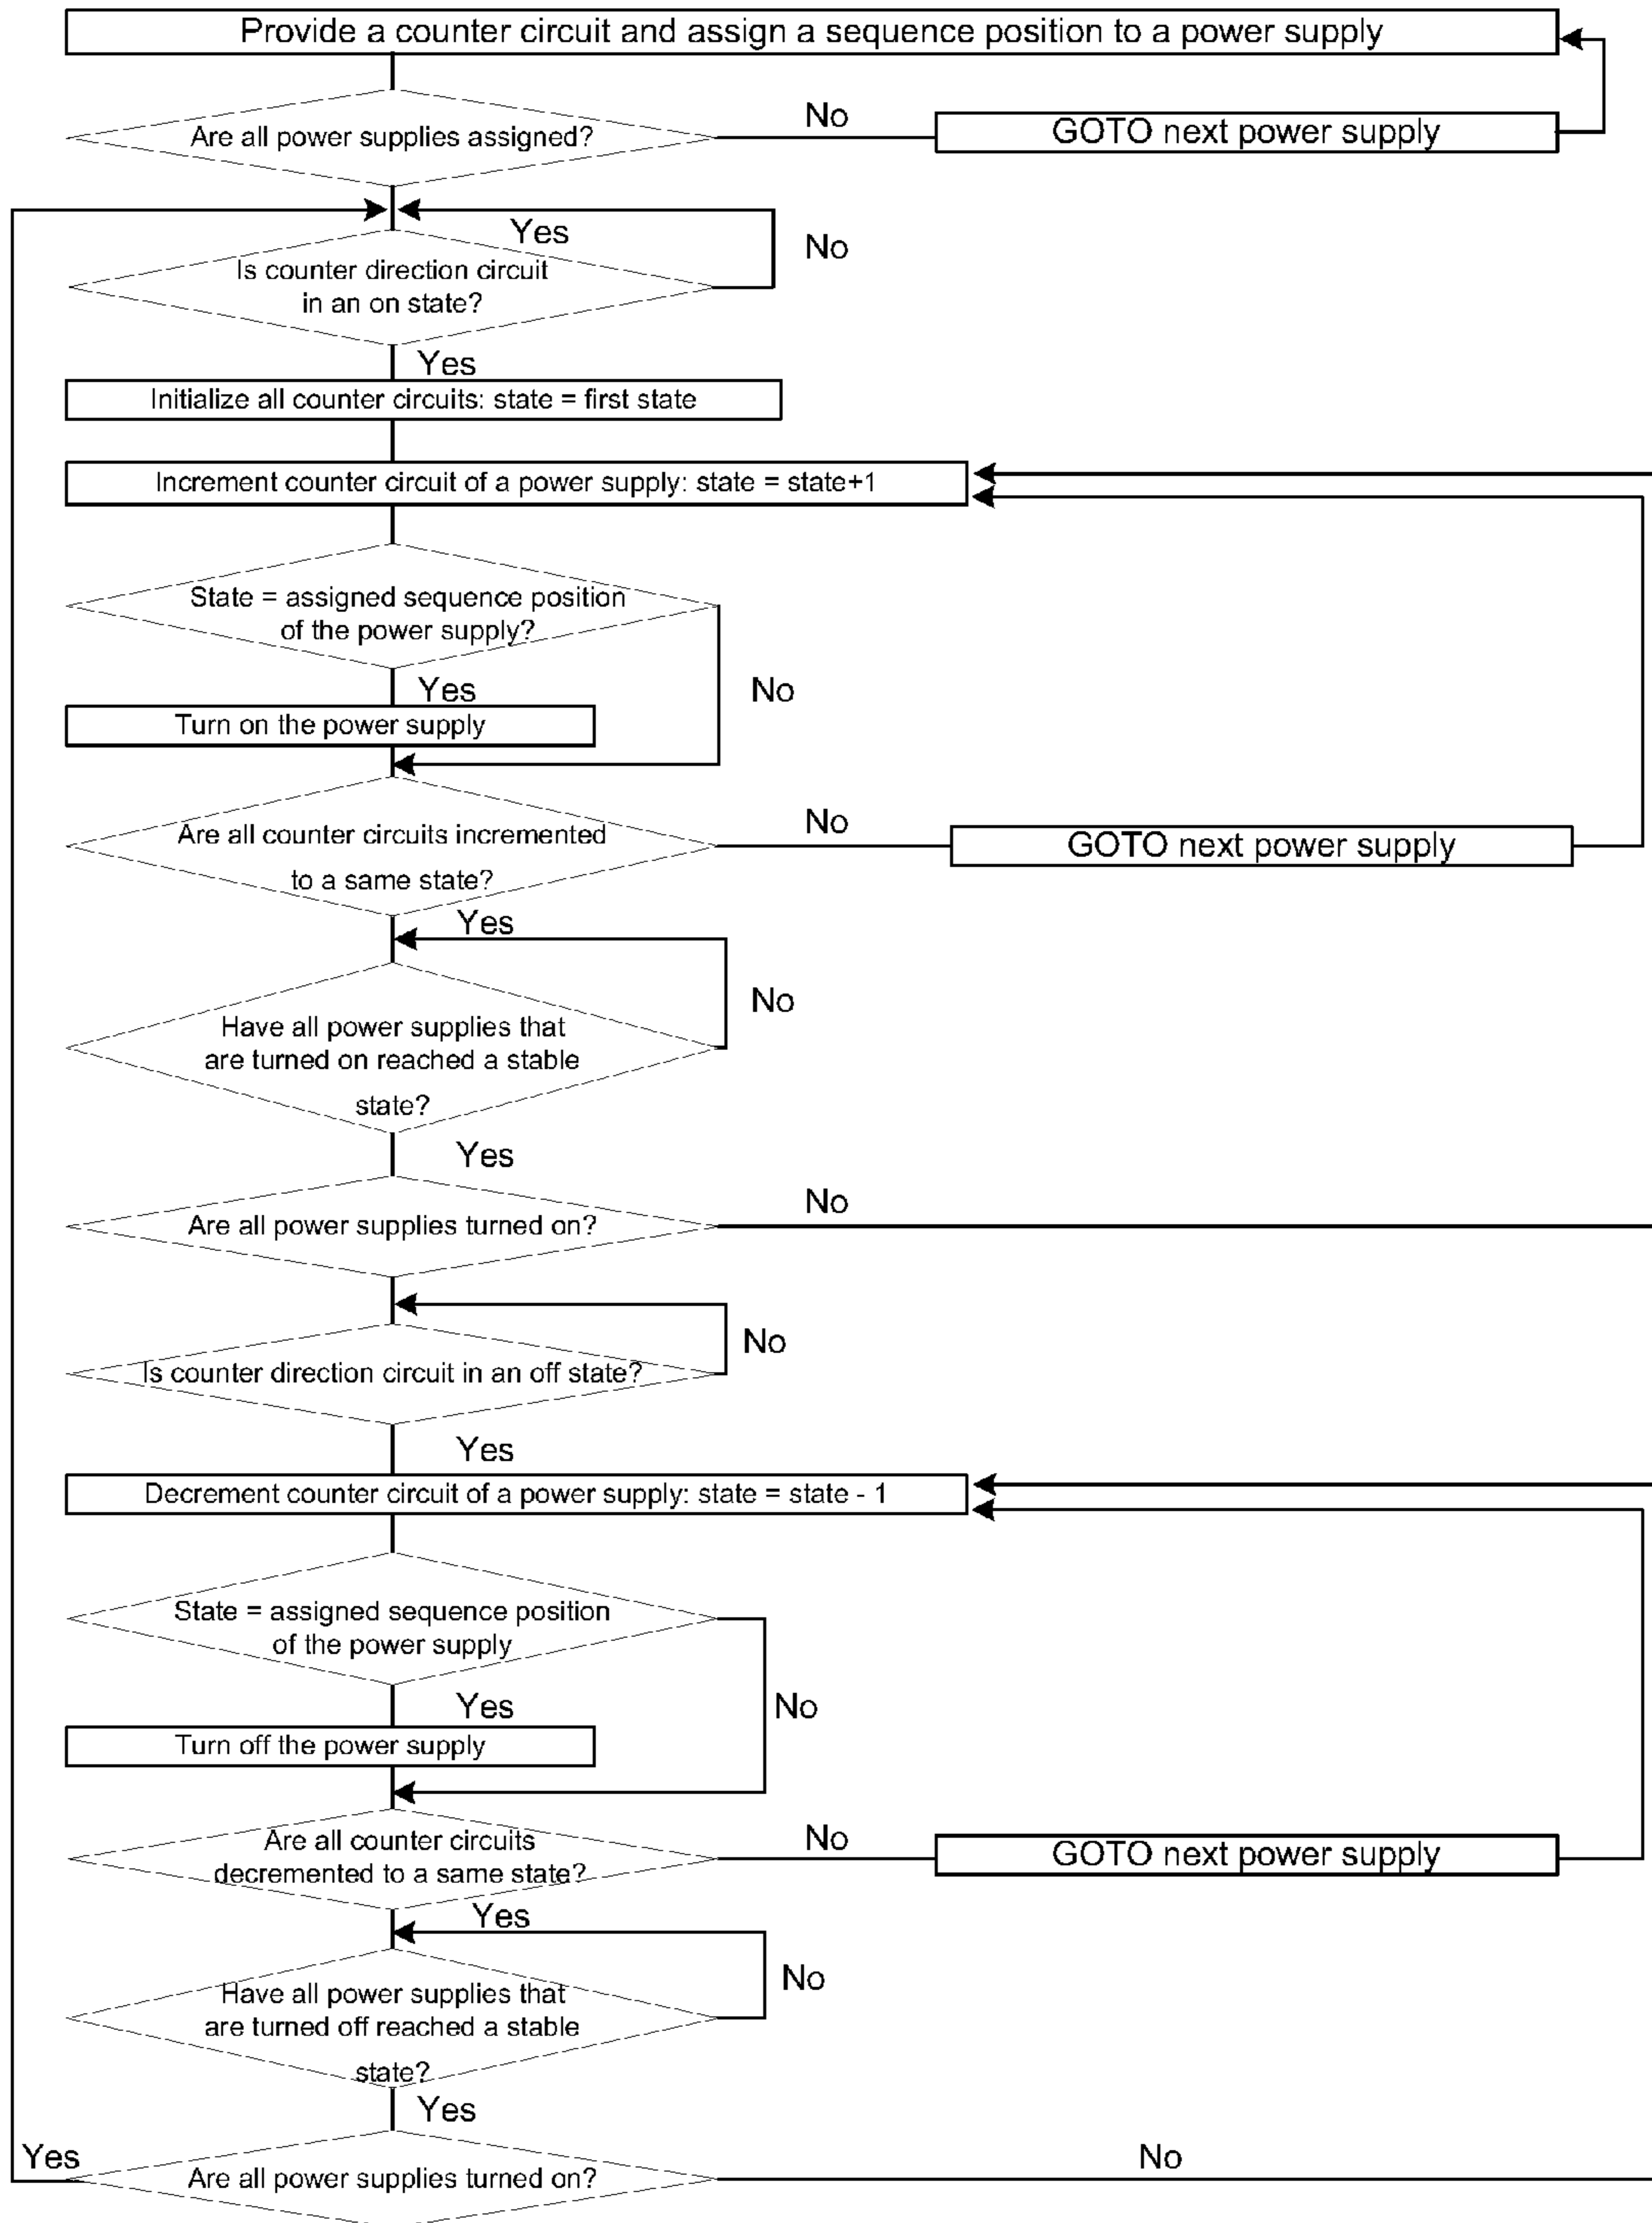 Provide a counter circuit and assign a sequence position to a power supply
Are all power supplies assigned?
No
GOTO next power supply
Yes
No
Is counter direction circuit
in an on state?
Yes
Initialize all counter circuits: state = first state
Increment counter circuit of a power supply: state = state+1
State = assigned sequence position
of the power supply?
Yes
No
Turn on the power supply
Are all counter circuits incremented
to a same state?
No
GOTO next power supply
Yes
No
Have all power supplies that
are turned on reached a stable
state?
Yes
Are all power supplies turned on?
No
No
Is counter direction circuit in an off state?
Yes
Decrement counter circuit of a power supply: state = state - 1
State = assigned sequence position
of the power supply
Yes
No
Turn off the power supply
Are all counter circuits
decremented to a same state?
No
GOTO next power supply
Yes
No
Have all power supplies that
are turned off reached a stable
state?
Yes
Yes
Are all power supplies turned on?
No